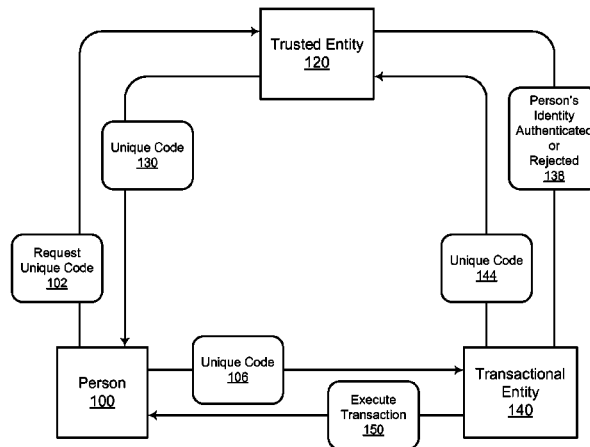 Trusted Entity
120
Person's
Identity
Authenticated
or
Rejected
138
Unique Code
130
Request
Unique Code
102
Unique Code
144
Person
100
Unique Code
106
Transactional
Entity
140
Execute
Transaction
150